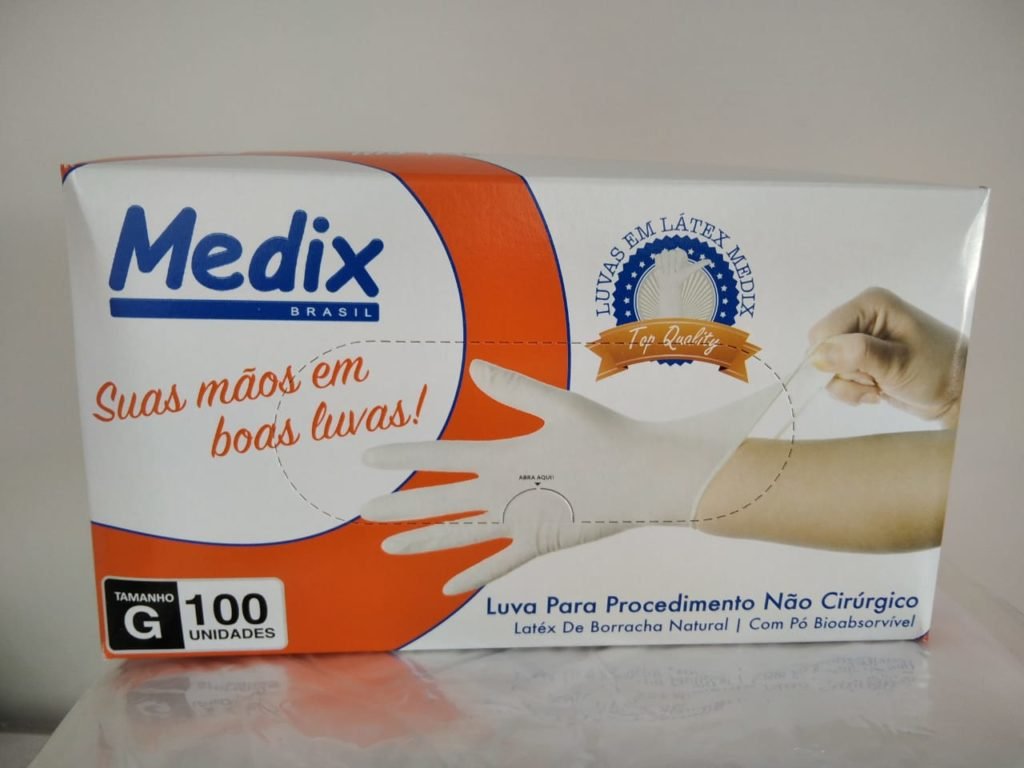 Medix
BRASIL
LUVAS EM LÁTEX MEDIX
Top Quality
Suas mãos em
boas luvas!
ABRA AQUI!
TAMANHO
G
100
UNIDADES
Luva Para Procedimento Não Cirúrgico
Latéx De Borracha Natural | Com Pó Bioabsorvível